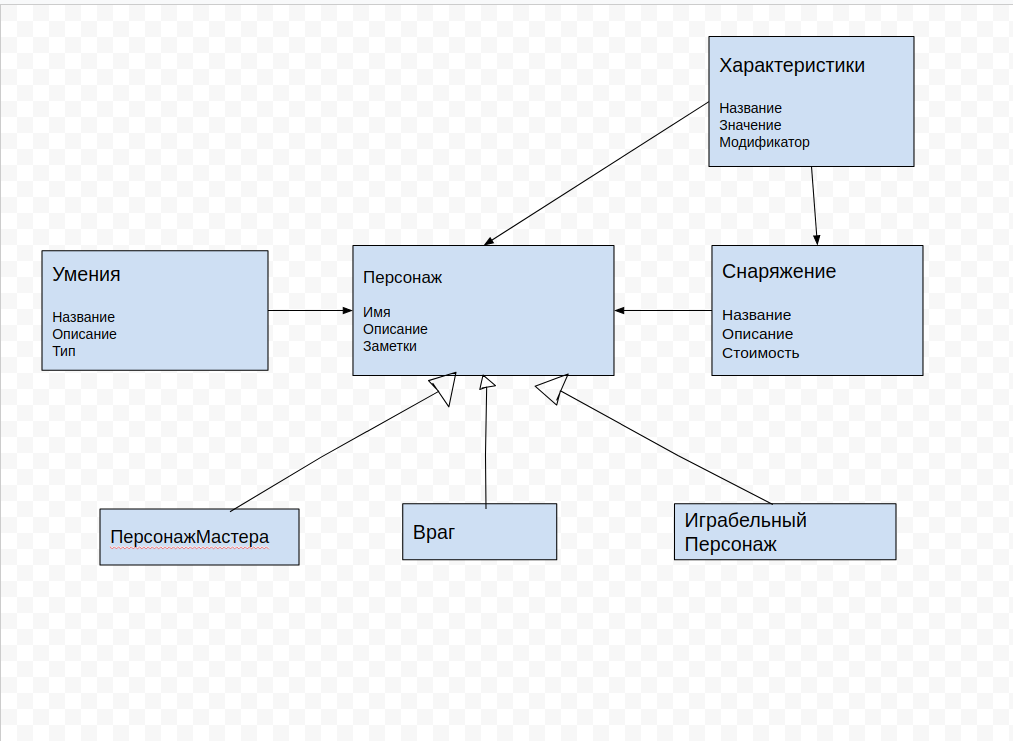 Характеристики
Название
Значение
Модификатор
Умения
Название
Описание
Тип
Персонаж
Имя
Описание
Заметки
Снаряжение
Название
Описание
Стоимость
ПерсонажМастера
Враг
Играбельный
Персонаж